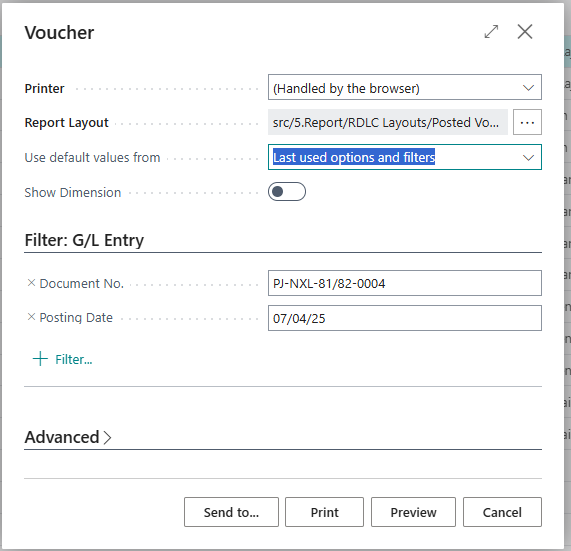 Voucher
Printer (Handled by the browser)
Report Layout src/5.Report/RDLC Layouts/Posted Vo... ...
Use default values from Last used options and filters
Show Dimension
Filter: G/L Entry
× Document No. PJ-NXL-81/82-0004
× Posting Date 07/04/25
+ Filter...
Advanced >
Send to... Print Preview Cancel